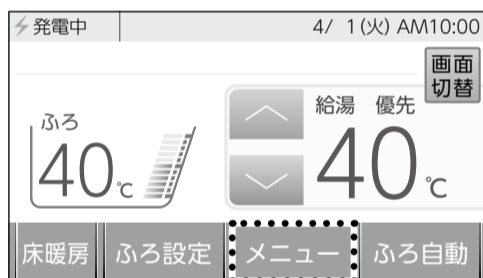 発電中 4/ 1(火) AM10:00
画面
切替
ふろ
40℃
給湯 優先
40℃
床暖房 ふろ設定 メニュー ふろ自動